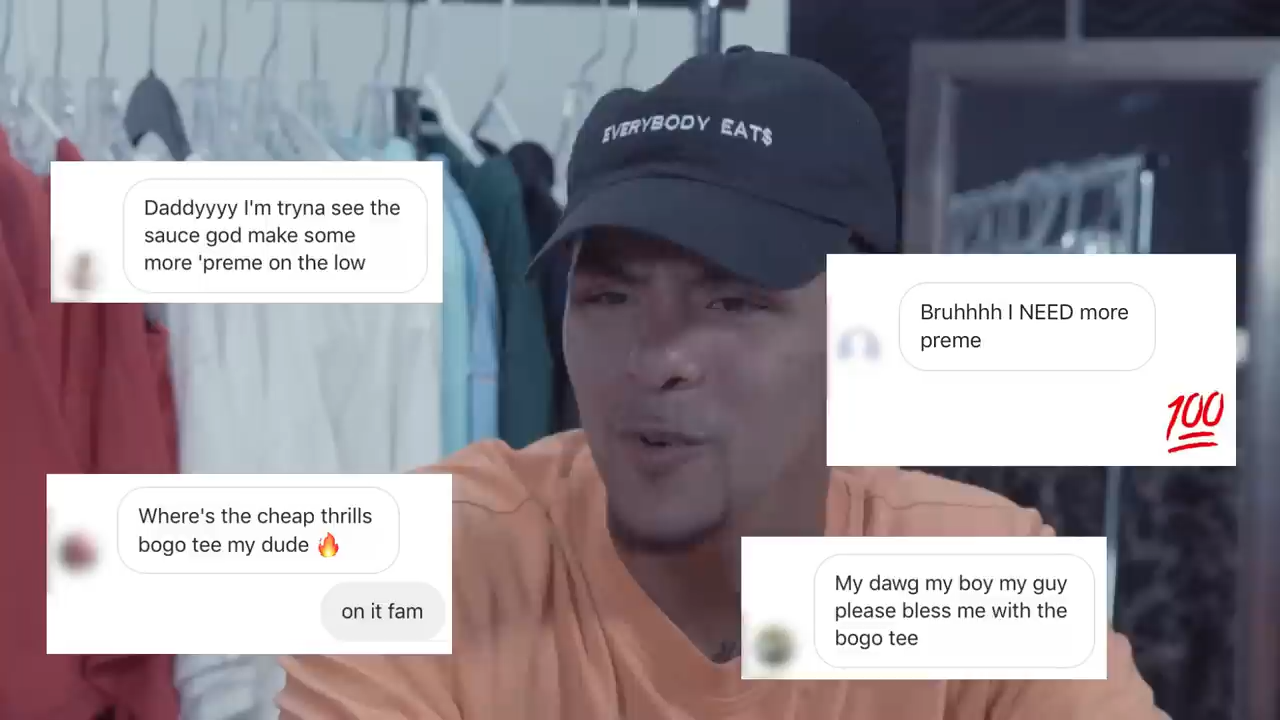 EVERYBODY EAT$
Daddyyyy I'm tryna see the
sauce god make some
more 'preme on the low
Bruhhhh I NEED more
preme
💯
Where's the cheap thrills
bogo tee my dude 🔥
on it fam
My dawg my boy my guy
please bless me with the
bogo tee